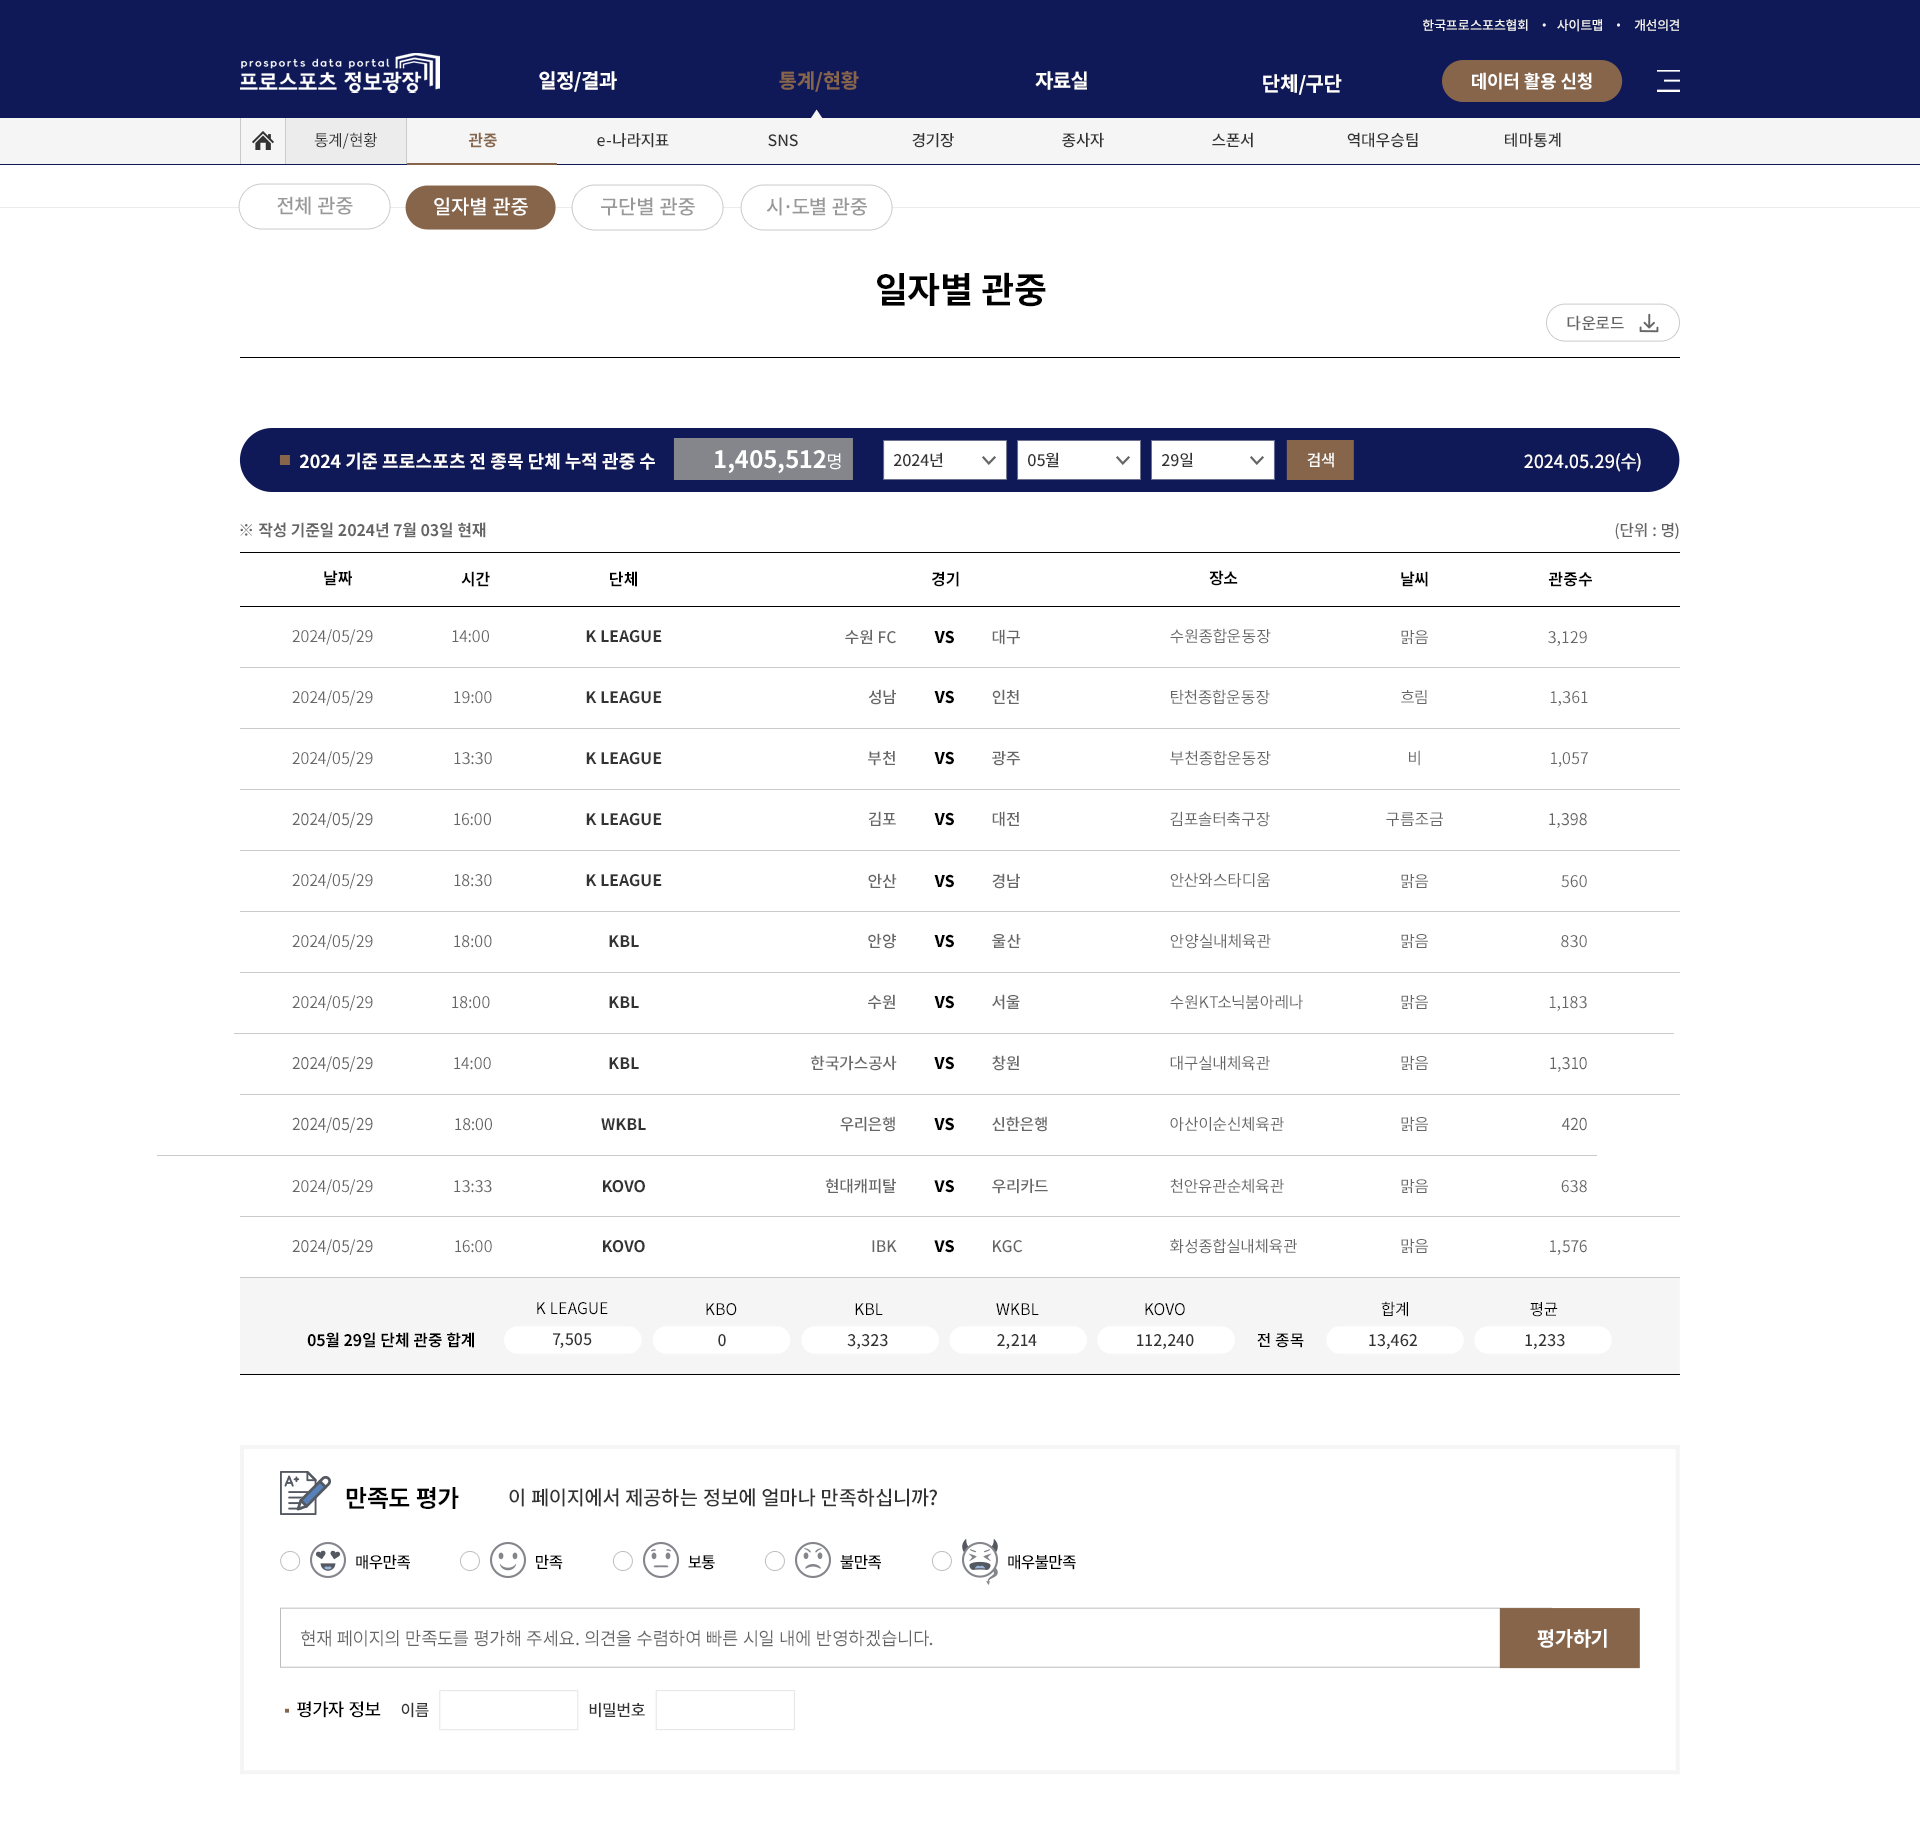 한국프로스포츠협회 • 사이트맵 • 개선의견
prosports data portal
프로스포츠 정보광장
일정/결과 통계/현황 자료실 단체/구단 데이터 활용 신청
통계/현황 관중 e-나라지표 SNS 경기장 종사자 스폰서 역대우승팀 테마통계
전체 관중 일자별 관중 구단별 관중 시·도별 관중
일자별 관중
다운로드
2024 기준 프로스포츠 전 종목 단체 누적 관중 수 1,405,512명 2024년 05월 29일 검색 2024.05.29(수)
※ 작성 기준일 2024년 7월 03일 현재 (단위 : 명)
날짜 시간 단체 경기 장소 날씨 관중수
2024/05/29 14:00 K LEAGUE 수원 FC VS 대구 수원종합운동장 맑음 3,129
2024/05/29 19:00 K LEAGUE 성남 VS 인천 탄천종합운동장 흐림 1,361
2024/05/29 13:30 K LEAGUE 부천 VS 광주 부천종합운동장 비 1,057
2024/05/29 16:00 K LEAGUE 김포 VS 대전 김포솔터축구장 구름조금 1,398
2024/05/29 18:30 K LEAGUE 안산 VS 경남 안산와스타디움 맑음 560
2024/05/29 18:00 KBL 안양 VS 울산 안양실내체육관 맑음 830
2024/05/29 18:00 KBL 수원 VS 서울 수원KT소닉붐아레나 맑음 1,183
2024/05/29 14:00 KBL 한국가스공사 VS 창원 대구실내체육관 맑음 1,310
2024/05/29 18:00 WKBL 우리은행 VS 신한은행 아산이순신체육관 맑음 420
2024/05/29 13:33 KOVO 현대캐피탈 VS 우리카드 천안유관순체육관 맑음 638
2024/05/29 16:00 KOVO IBK VS KGC 화성종합실내체육관 맑음 1,576
K LEAGUE KBO KBL WKBL KOVO 합계 평균
05월 29일 단체 관중 합계 7,505 0 3,323 2,214 112,240 전 종목 13,462 1,233
A+
만족도 평가 이 페이지에서 제공하는 정보에 얼마나 만족하십니까?
매우만족 만족 보통 불만족 매우불만족
현재 페이지의 만족도를 평가해 주세요. 의견을 수렴하여 빠른 시일 내에 반영하겠습니다. 평가하기
평가자 정보 이름 비밀번호